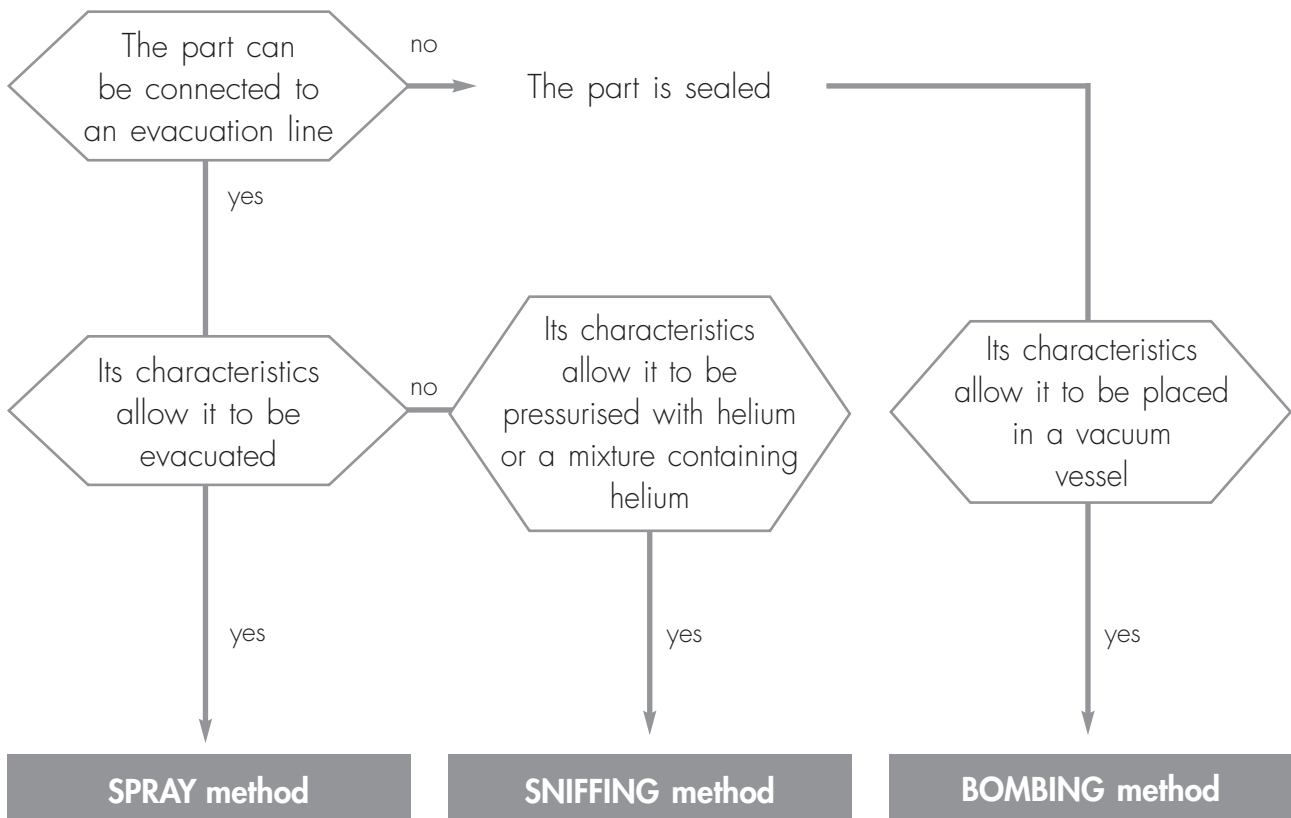 The part can
be connected to
an evacuation line
no
The part is sealed
yes
Its characteristics
allow it to be
evacuated
no
Its characteristics
allow it to be
pressurised with helium
or a mixture containing
helium
Its characteristics
allow it to be placed
in a vacuum
vessel
yes
yes
yes
SPRAY method
SNIFFING method
BOMBING method